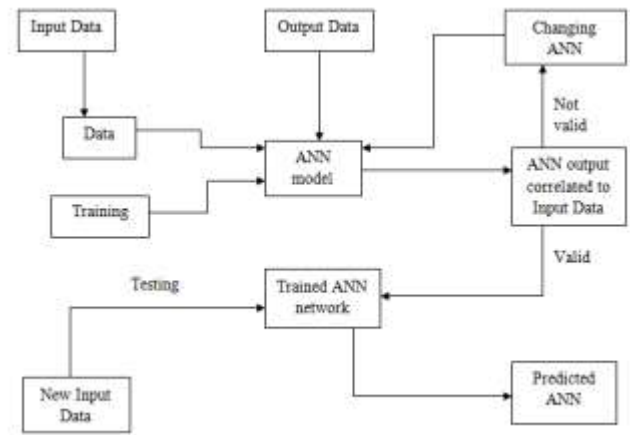 Input Data
Output Data
Changing
ANN
Data
ANN
model
Not
valid
ANN output
correlated to
Input Data
Training
Valid
Testing
Trained ANN
network
New Input
Data
Predicted
ANN